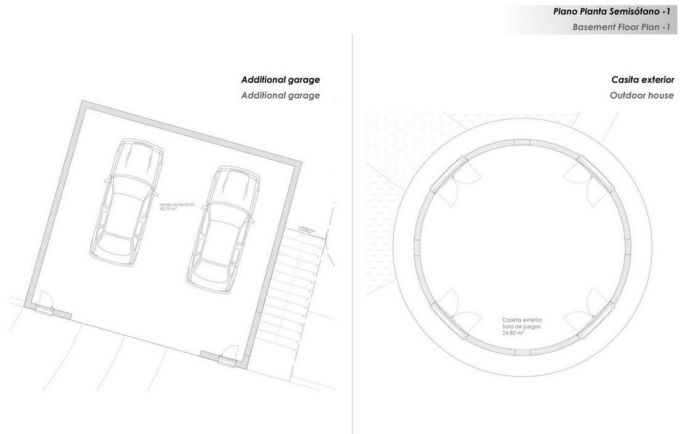 Plano Planta Semisótano -1
Basement Floor Plan -1
Additional garage
Additional garage
Casita exterior
Outdoor house
Caseta exterior
Sala de juegos
24.80 m²